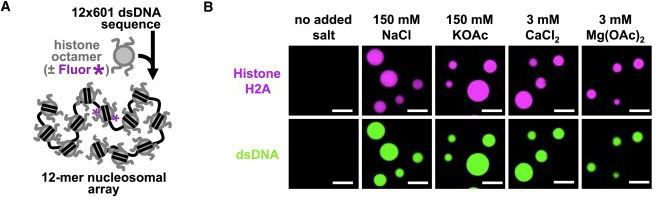 A
12x601 dsDNA
sequence
histone
octamer
(± Fluor *)
12-mer nucleosomal
array
B
no added
salt
150 mM
NaCl
150 mM
KOAc
3 mM
CaCl₂
3 mM
Mg(OAc)₂
Histone
H2A
dsDNA